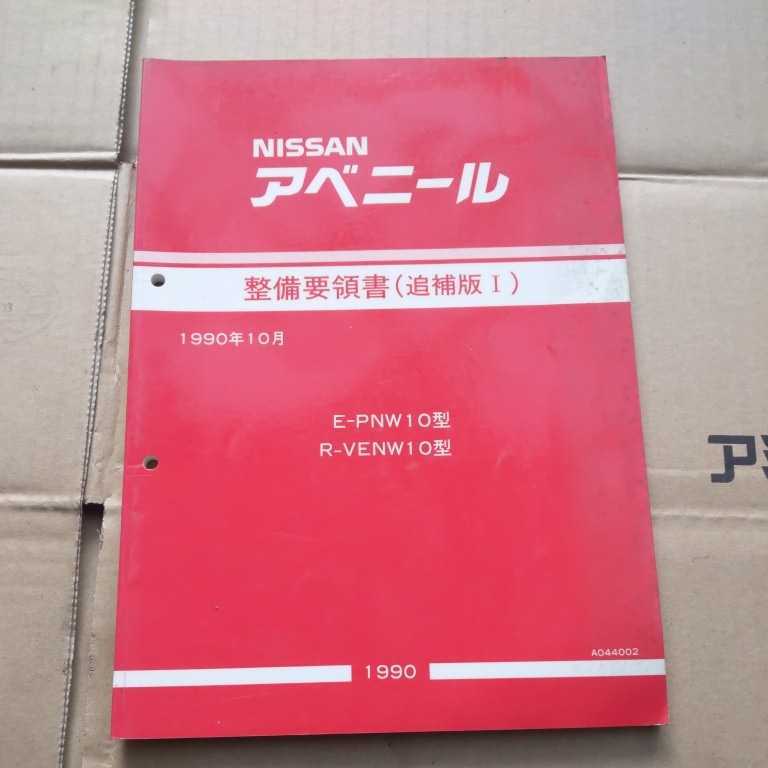 NISSAN
アベニール
整備要領書(追補版Ⅰ)
1990年10月
E-PNW10型
R-VENW10型
A044002
1990